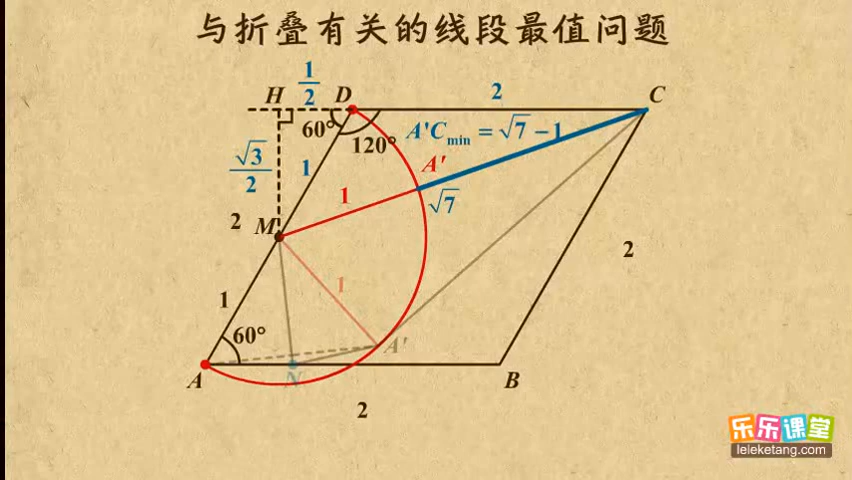 与折叠有关的线段最值问题
1/2
H
D
2
C
60°
120°
A'C min = √7 − 1
√3/2
1
A'
1
√7
2
M
2
1
1
60°
A'
A
N
B
2
乐乐课堂
leleketang.com